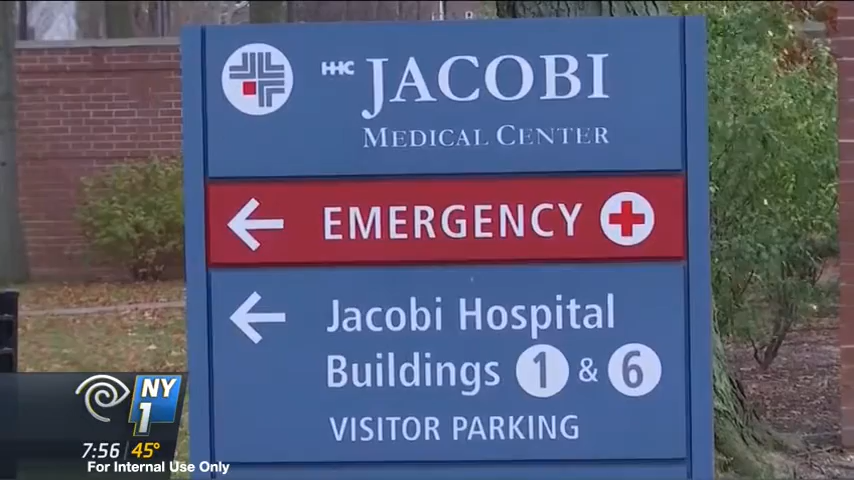 HHC JACOBI
MEDICAL CENTER
EMERGENCY
Jacobi Hospital
Buildings 1 & 6
VISITOR PARKING
NY
1
7:56 45°
For Internal Use Only